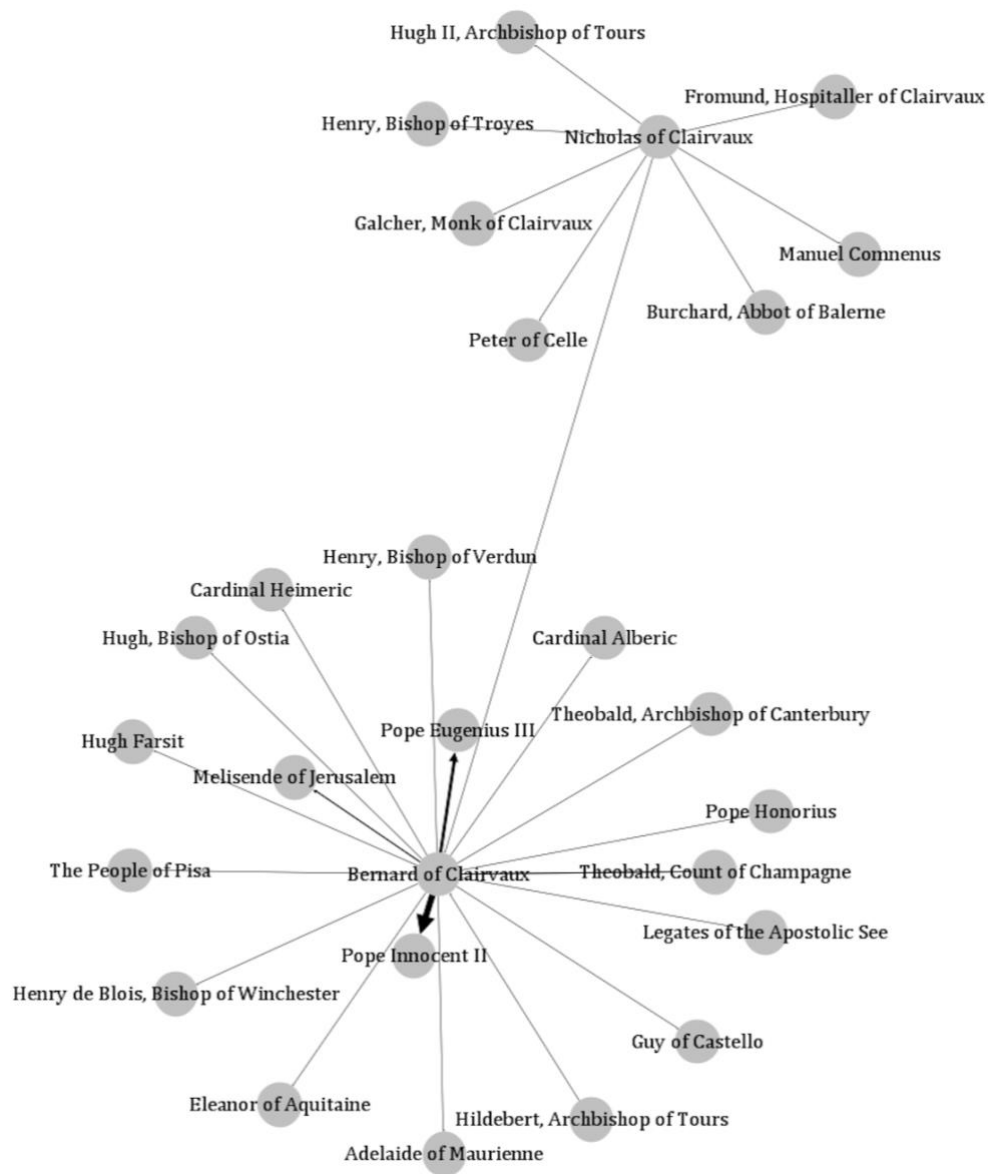 Hugh II, Archbishop of Tours
Fromund, Hospitaller of Clairvaux
Henry, Bishop of Troyes
Nicholas of Clairvaux
Galcher, Monk of Clairvaux
Manuel Comnenus
Burchard, Abbot of Balerne
Peter of Celle
Henry, Bishop of Verdun
Cardinal Heimeric
Hugh, Bishop of Ostia
Cardinal Alberic
Theobald, Archbishop of Canterbury
Pope Eugenius III
Hugh Farsit
Melisende of Jerusalem
Pope Honorius
The People of Pisa
Bernard of Clairvaux
Theobald, Count of Champagne
Legates of the Apostolic See
Pope Innocent II
Henry de Blois, Bishop of Winchester
Guy of Castello
Eleanor of Aquitaine
Hildebert, Archbishop of Tours
Adelaide of Maurienne